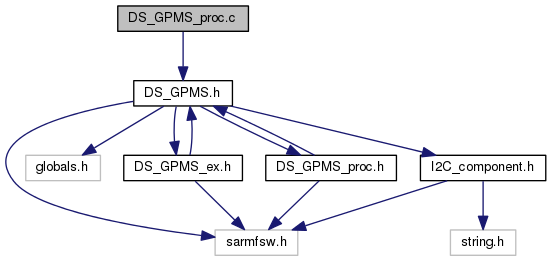 DS_GPMS_proc.c
DS_GPMS.h
globals.h
DS_GPMS_ex.h
DS_GPMS_proc.h
I2C_component.h
sarmfsw.h
string.h